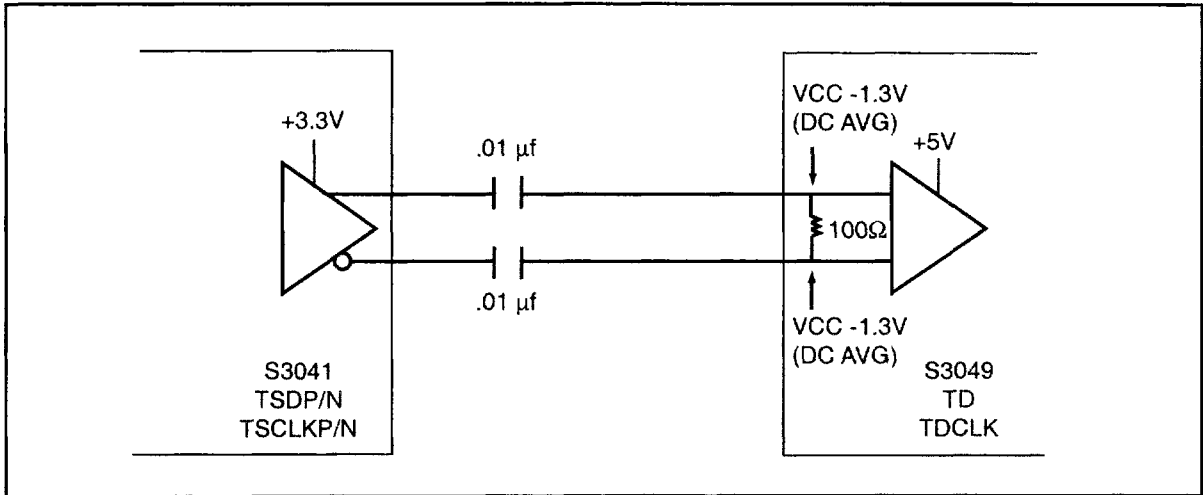 +3.3V
.01 µf
.01 µf
S3041
TSDP/N
TSCLKP/N
VCC -1.3V
(DC AVG)
+5V
100Ω
VCC -1.3V
(DC AVG)
S3049
TD
TDCLK